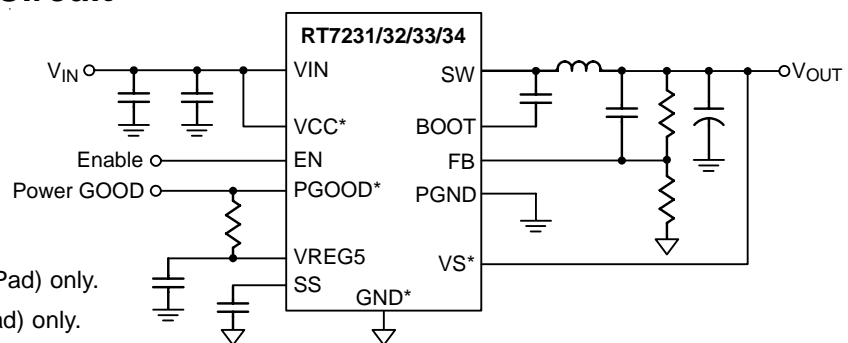 RT7231/32/33/34
VIN
VIN
SW
VOUT
VCC*
BOOT
Enable
EN
FB
Power GOOD
PGOOD*
PGND
VREG5
VS*
Pad) only.
SS
GND*
ad) only.